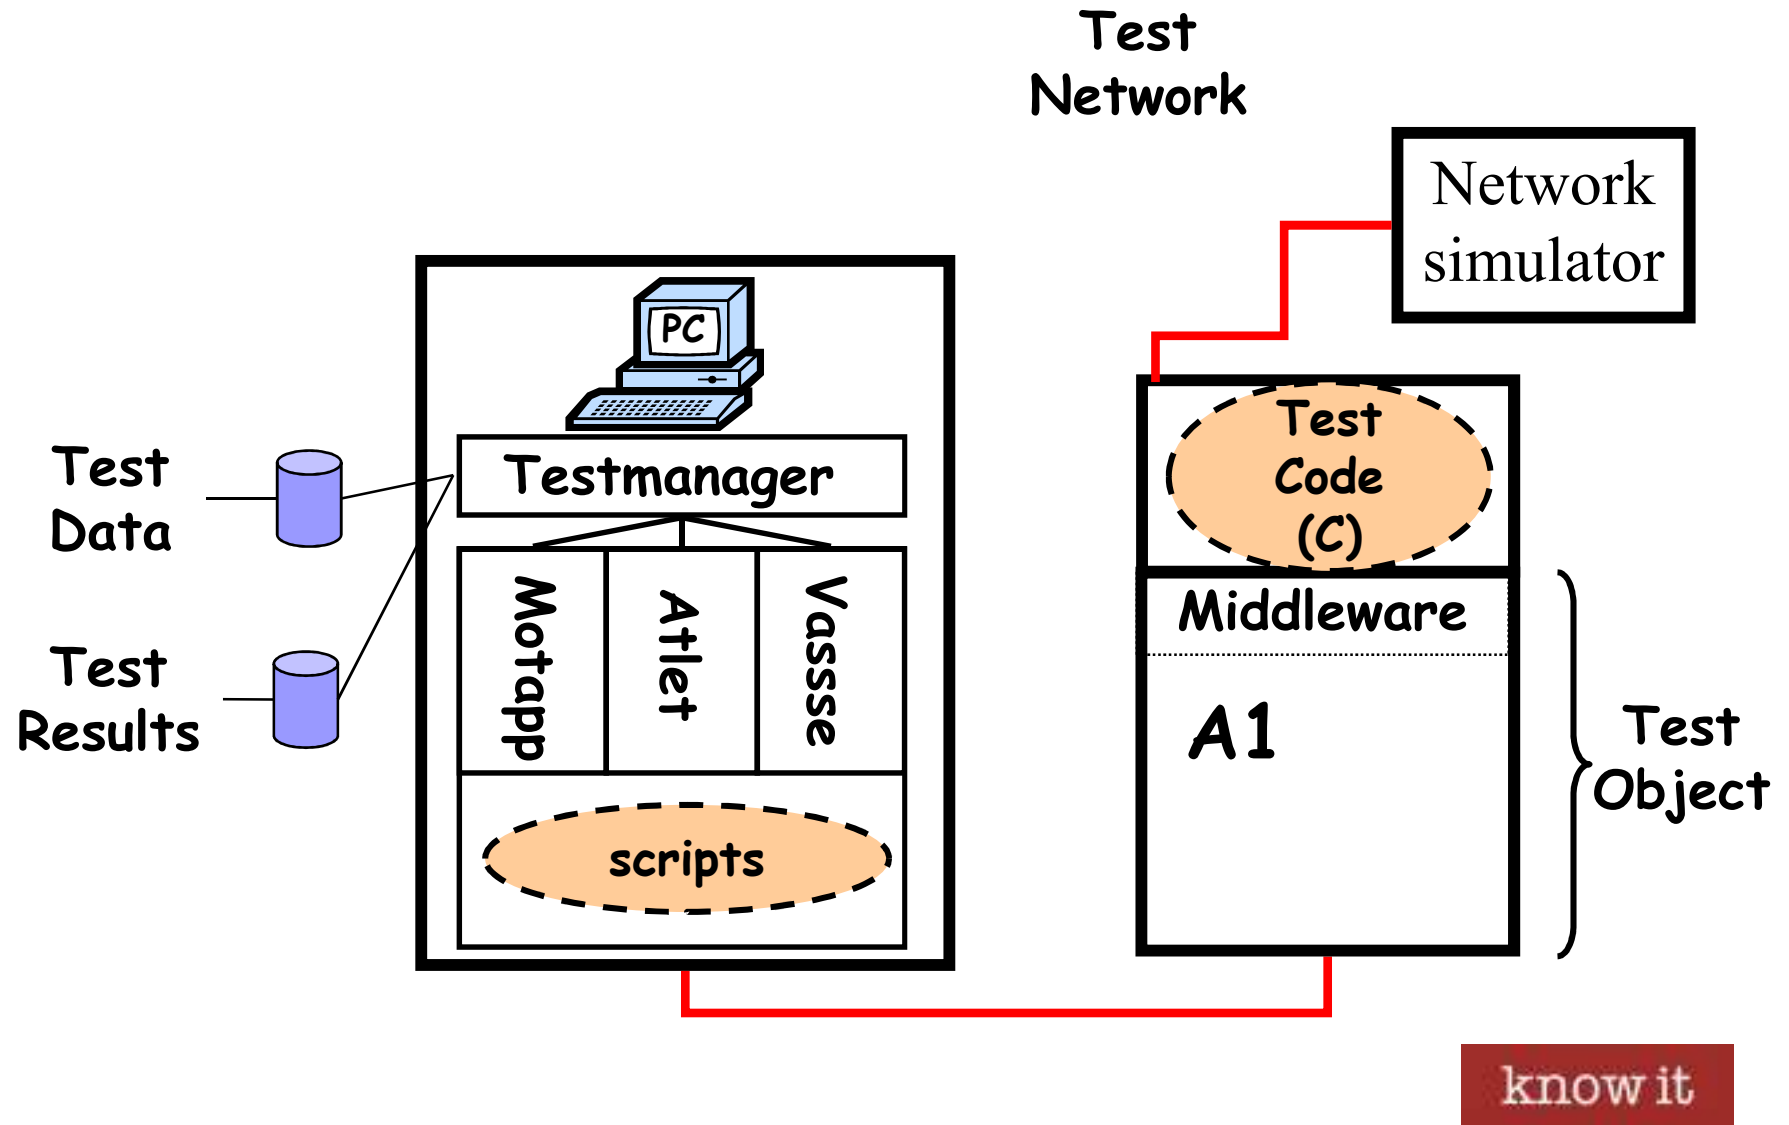 Test
Network
Network
simulator
PC
Testmanager
Test
Data
Test
Results
Motapp
Atlet
Vassse
scripts
Test
Code
(C)
Middleware
A1
Test
Object
know it